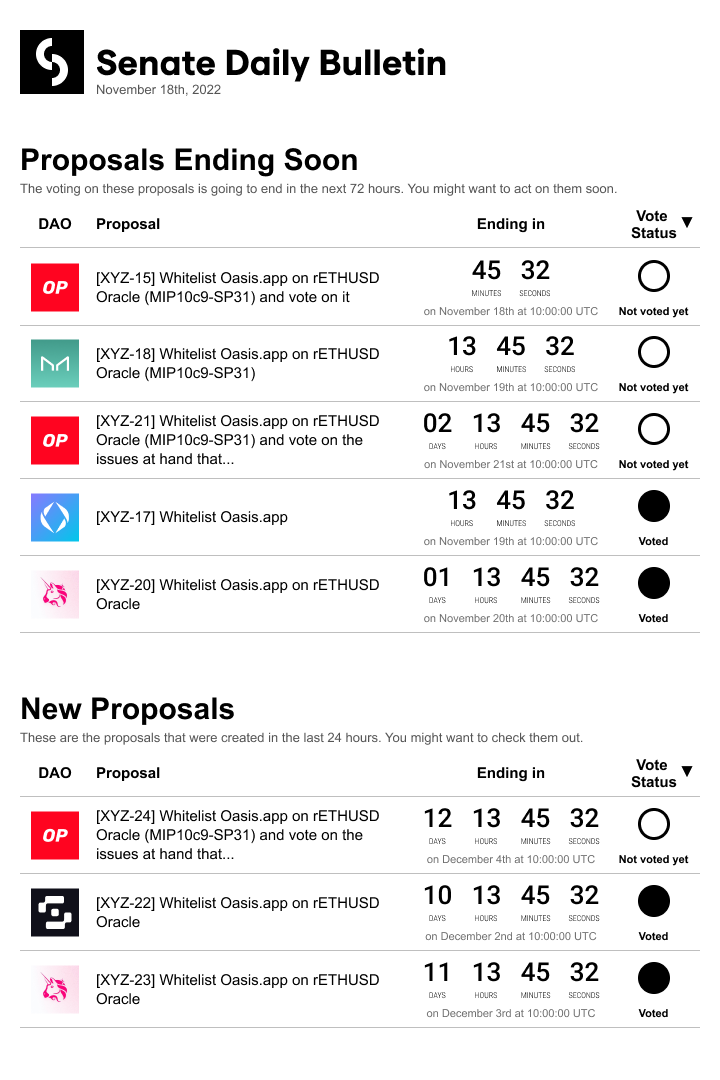 Senate Daily Bulletin
November 18th, 2022
Proposals Ending Soon
The voting on these proposals is going to end in the next 72 hours. You might want to act on them soon.
DAO Proposal Ending in Vote Status ▼
OP
[XYZ-15] Whitelist Oasis.app on rETHUSD
Oracle (MIP10c9-SP31) and vote on it
45 32
MINUTES SECONDS
on November 18th at 10:00:00 UTC
Not voted yet
[XYZ-18] Whitelist Oasis.app on rETHUSD
Oracle (MIP10c9-SP31)
13 45 32
HOURS MINUTES SECONDS
on November 19th at 10:00:00 UTC
Not voted yet
OP
[XYZ-21] Whitelist Oasis.app on rETHUSD
Oracle (MIP10c9-SP31) and vote on the
issues at hand that...
02 13 45 32
DAYS HOURS MINUTES SECONDS
on November 21st at 10:00:00 UTC
Not voted yet
[XYZ-17] Whitelist Oasis.app
13 45 32
HOURS MINUTES SECONDS
on November 19th at 10:00:00 UTC
Voted
[XYZ-20] Whitelist Oasis.app on rETHUSD
Oracle
01 13 45 32
DAYS HOURS MINUTES SECONDS
on November 20th at 10:00:00 UTC
Voted
New Proposals
These are the proposals that were created in the last 24 hours. You might want to check them out.
DAO Proposal Ending in Vote Status ▼
OP
[XYZ-24] Whitelist Oasis.app on rETHUSD
Oracle (MIP10c9-SP31) and vote on the
issues at hand that...
12 13 45 32
DAYS HOURS MINUTES SECONDS
on December 4th at 10:00:00 UTC
Not voted yet
[XYZ-22] Whitelist Oasis.app on rETHUSD
Oracle
10 13 45 32
DAYS HOURS MINUTES SECONDS
on December 2nd at 10:00:00 UTC
Voted
[XYZ-23] Whitelist Oasis.app on rETHUSD
Oracle
11 13 45 32
DAYS HOURS MINUTES SECONDS
on December 3rd at 10:00:00 UTC
Voted